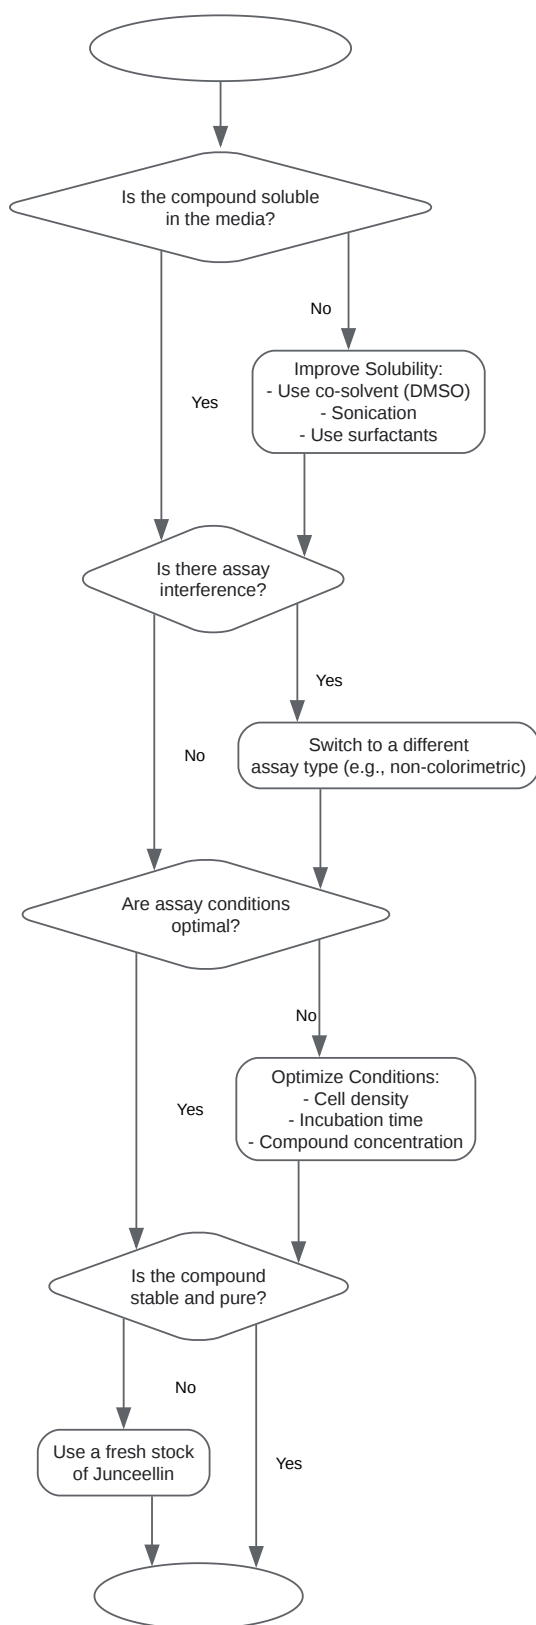 Is the compound soluble
in the media?
No
Improve Solubility:
- Use co-solvent (DMSO)
- Sonication
- Use surfactants
Yes
Is there assay
interference?
Yes
Switch to a different
assay type (e.g., non-colorimetric)
No
Are assay conditions
optimal?
No
Optimize Conditions:
- Cell density
- Incubation time
- Compound concentration
Yes
Is the compound
stable and pure?
No
Use a fresh stock
of Junceellin
Yes